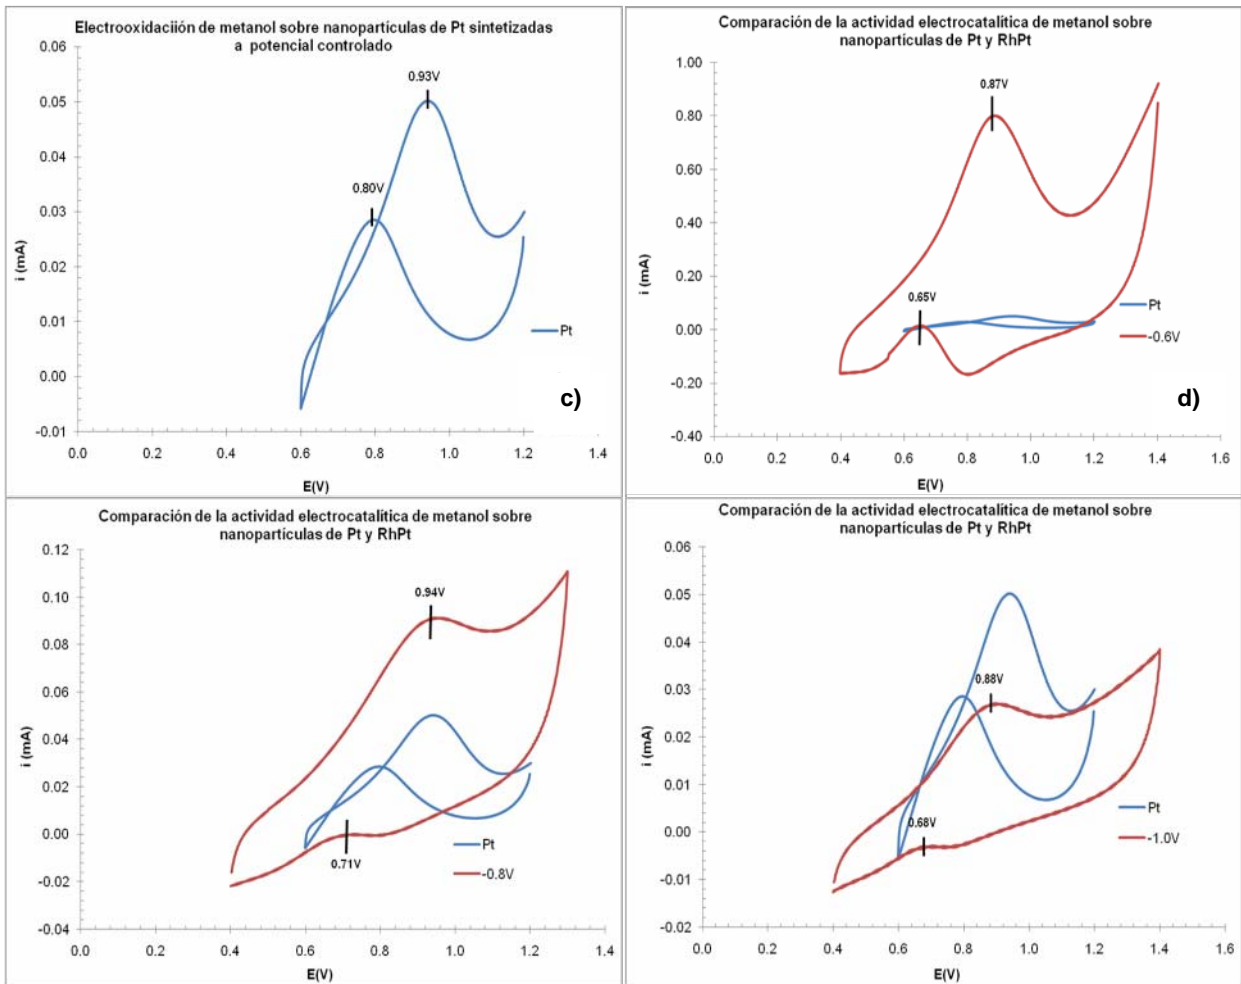 Electrooxidaciión de metanol sobre nanopartículas de Pt sintetizadas
a potencial controlado
0.06
0.05
0.04
0.03
0.02
0.01
0.00
-0.01
i (mA)
0.93V
0.80V
Pt
c)
0.0 0.2 0.4 0.6 0.8 1.0 1.2 1.4
E(V)
Comparación de la actividad electrocatalítica de metanol sobre
nanopartículas de Pt y RhPt
1.00
0.80
0.60
0.40
0.20
0.00
-0.20
-0.40
i (mA)
0.87V
0.65V
Pt
-0.6V
d)
0.0 0.2 0.4 0.6 0.8 1.0 1.2 1.4 1.6
E(V)
Comparación de la actividad electrocatalítica de metanol sobre
nanopartículas de Pt y RhPt
0.12
0.10
0.08
0.06
0.04
0.02
0.00
-0.02
-0.04
i (mA)
0.94V
0.71V
Pt
-0.8V
0.0 0.2 0.4 0.6 0.8 1.0 1.2 1.4
E(V)
Comparación de la actividad electrocatalítica de metanol sobre
nanopartículas de Pt y RhPt
0.06
0.05
0.04
0.03
0.02
0.01
0.00
-0.01
-0.02
i (mA)
0.88V
0.68V
Pt
-1.0V
0.0 0.2 0.4 0.6 0.8 1.0 1.2 1.4 1.6
E(V)